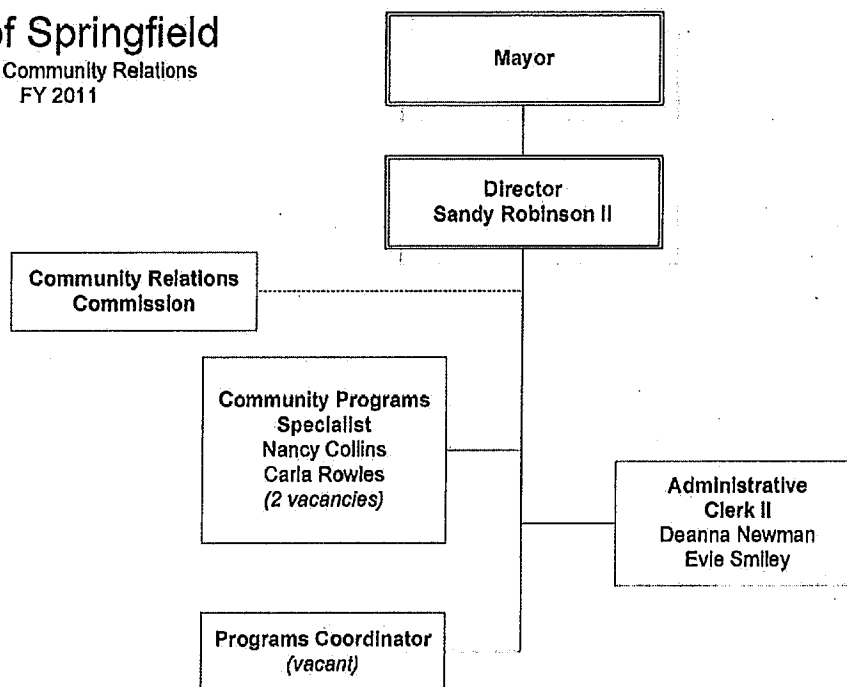 of Springfield
Community Relations
FY 2011
Mayor
Director
Sandy Robinson II
Community Relations
Commission
Community Programs
Specialist
Nancy Collins
Carla Rowles
(2 vacancies)
Administrative
Clerk II
Deanna Newman
Evie Smiley
Programs Coordinator
(vacant)